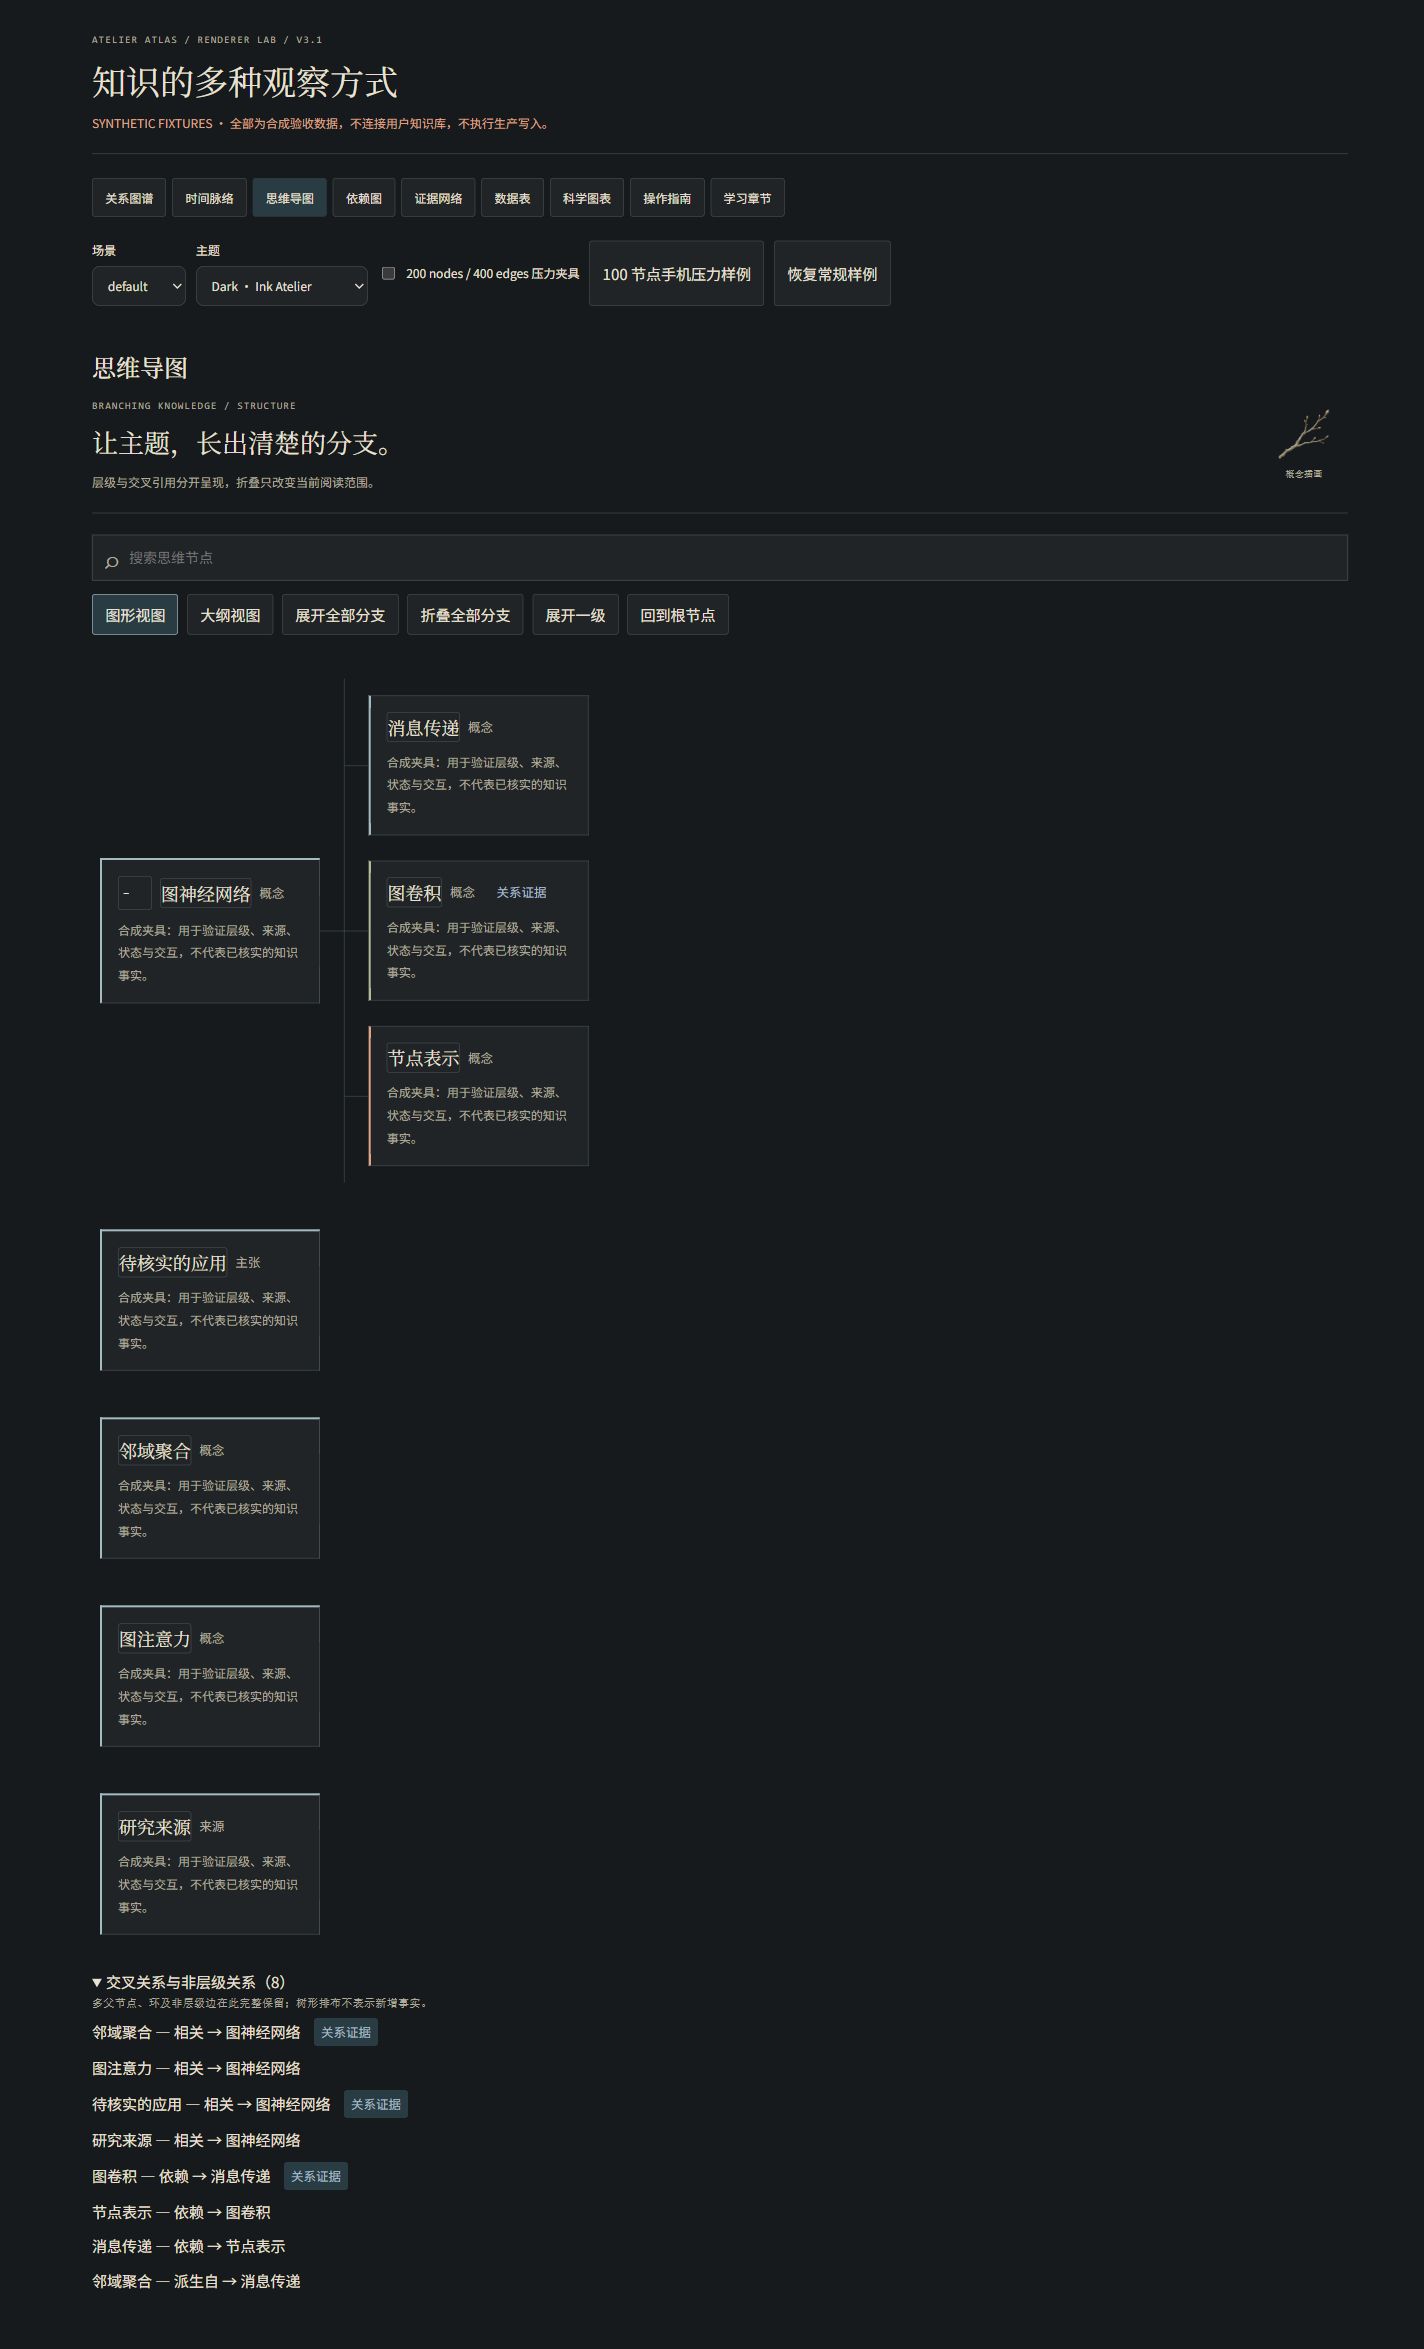 ATELIER ATLAS / RENDERER LAB / V3.1
知识的多种观察方式
SYNTHETIC FIXTURES · 全部为合成验收数据，不连接用户知识库，不执行生产写入。
关系图谱 时间脉络 思维导图 依赖图 证据网络 数据表 科学图表 操作指南 学习章节
场景 主题
default Dark · Ink Atelier 200 nodes / 400 edges 压力夹具 100 节点手机压力样例 恢复常规样例
思维导图
BRANCHING KNOWLEDGE / STRUCTURE
让主题，长出清楚的分支。
层级与交叉引用分开呈现，折叠只改变当前阅读范围。
概念描画
搜索思维节点
图形视图 大纲视图 展开全部分支 折叠全部分支 展开一级 回到根节点
消息传递 概念
合成夹具：用于验证层级、来源、
状态与交互，不代表已核实的知识
事实。
− 图神经网络 概念
合成夹具：用于验证层级、来源、
状态与交互，不代表已核实的知识
事实。
图卷积 概念 关系证据
合成夹具：用于验证层级、来源、
状态与交互，不代表已核实的知识
事实。
节点表示 概念
合成夹具：用于验证层级、来源、
状态与交互，不代表已核实的知识
事实。
待核实的应用 主张
合成夹具：用于验证层级、来源、
状态与交互，不代表已核实的知识
事实。
邻域聚合 概念
合成夹具：用于验证层级、来源、
状态与交互，不代表已核实的知识
事实。
图注意力 概念
合成夹具：用于验证层级、来源、
状态与交互，不代表已核实的知识
事实。
研究来源 来源
合成夹具：用于验证层级、来源、
状态与交互，不代表已核实的知识
事实。
▼ 交叉关系与非层级关系（8）
多父节点、环及非层级边在此完整保留；树形排布不表示新增事实。
邻域聚合 — 相关 → 图神经网络 关系证据
图注意力 — 相关 → 图神经网络
待核实的应用 — 相关 → 图神经网络 关系证据
研究来源 — 相关 → 图神经网络
图卷积 — 依赖 → 消息传递 关系证据
节点表示 — 依赖 → 图卷积
消息传递 — 依赖 → 节点表示
邻域聚合 — 派生自 → 消息传递